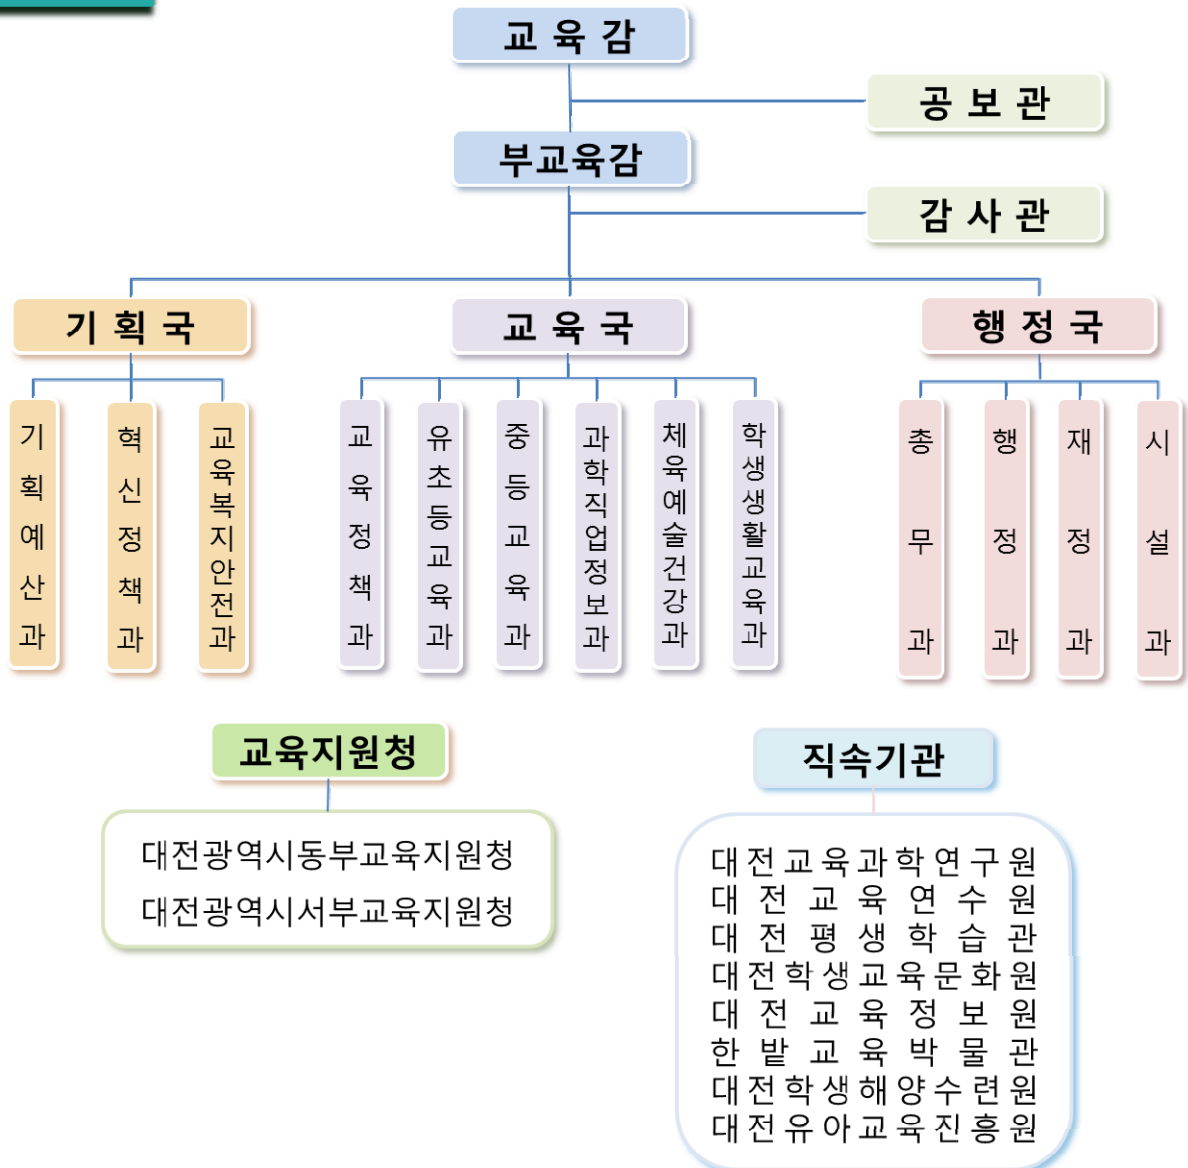 교 육 감
공 보 관
부교육감
감 사 관
기 획 국
교 육 국
행 정 국
기획예산과
혁신정책과
교육복지안전과
교육정책과
유초등교육과
중등교육과
과학직업정보과
체육예술건강과
학생생활교육과
총무과
행정과
재정과
시설과
교육지원청
대전광역시동부교육지원청
대전광역시서부교육지원청
직속기관
대전교육과학연구원
대전교육연수원
대전평생학습관
대전학생교육문화원
대전교육정보원
한밭교육박물관
대전학생해양수련원
대전유아교육진흥원